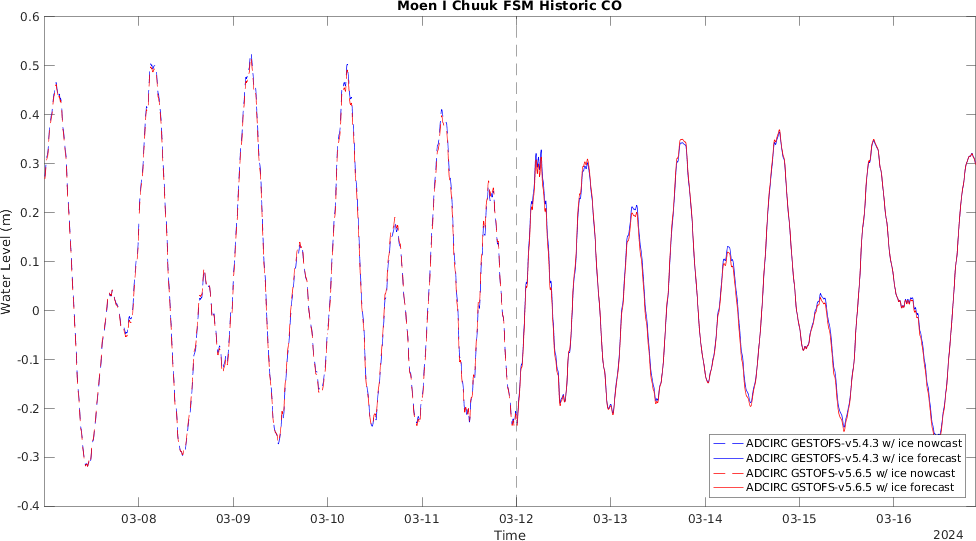 Moen I Chuuk FSM Historic CO
Water Level (m)
0.6
0.5
0.4
0.3
0.2
0.1
0
-0.1
-0.2
-0.3
-0.4
ADCIRC GESTOFS-v5.4.3 w/ ice nowcast
ADCIRC GESTOFS-v5.4.3 w/ ice forecast
ADCIRC GSTOFS-v5.6.5 w/ ice nowcast
ADCIRC GSTOFS-v5.6.5 w/ ice forecast
03-08 03-09 03-10 03-11 03-12 03-13 03-14 03-15 03-16
Time
2024